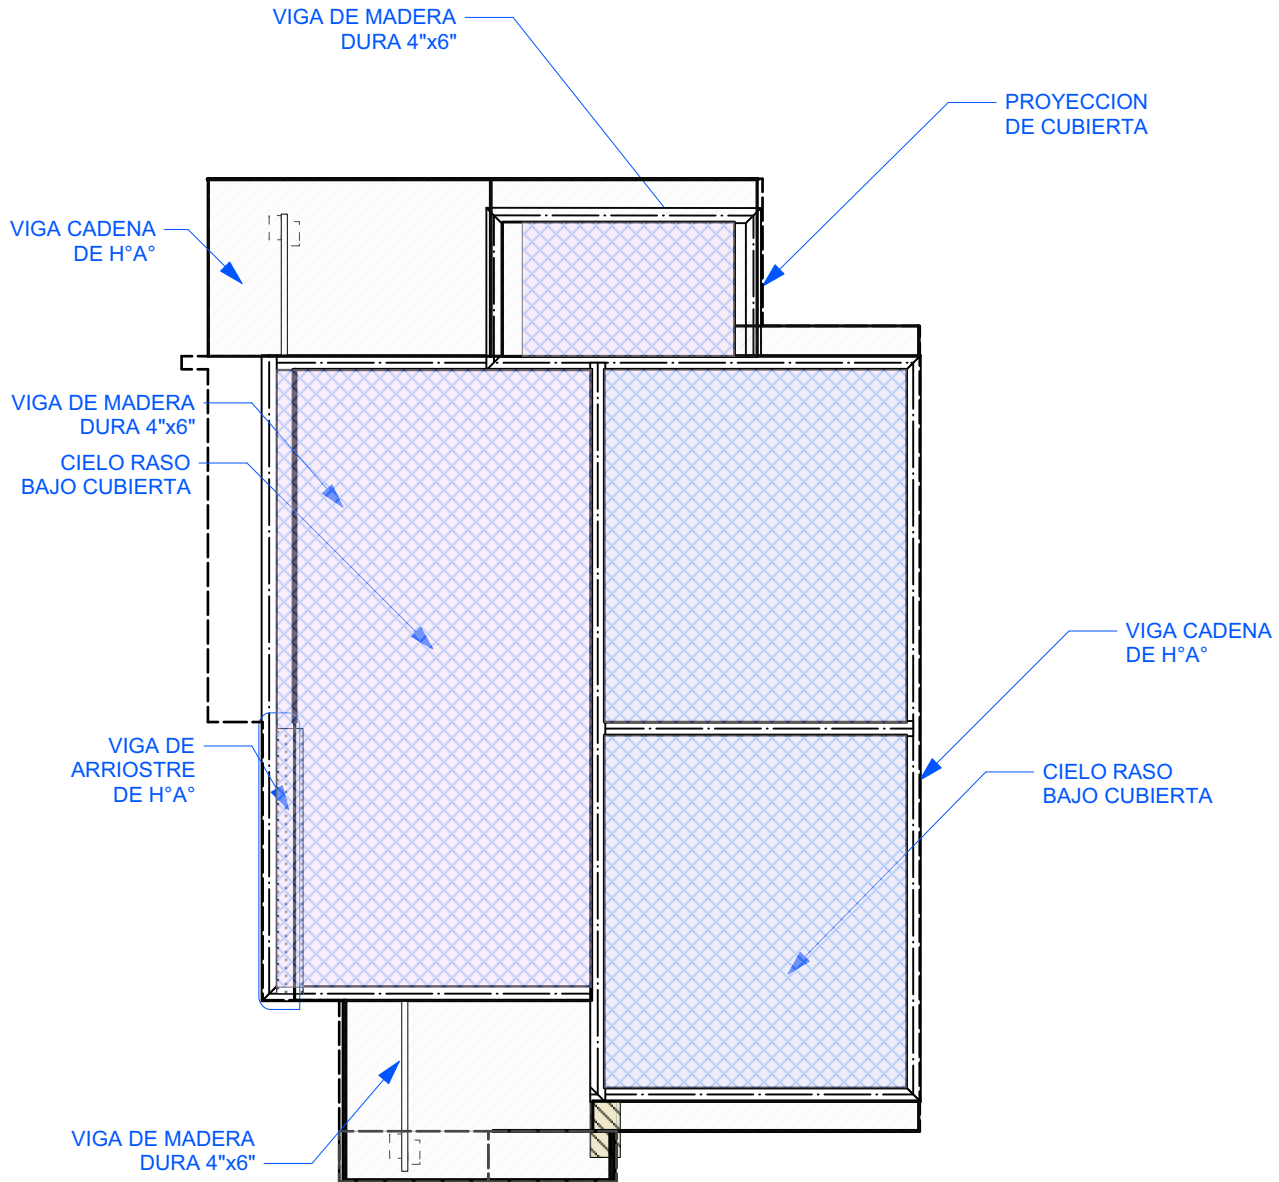 VIGA DE MADERA
DURA 4"x6"
PROYECCION
DE CUBIERTA
VIGA CADENA
DE H°A°
VIGA DE MADERA
DURA 4"x6"
CIELO RASO
BAJO CUBIERTA
VIGA CADENA
DE H°A°
VIGA DE
ARRIOSTRE
DE H°A°
CIELO RASO
BAJO CUBIERTA
VIGA DE MADERA
DURA 4"x6"